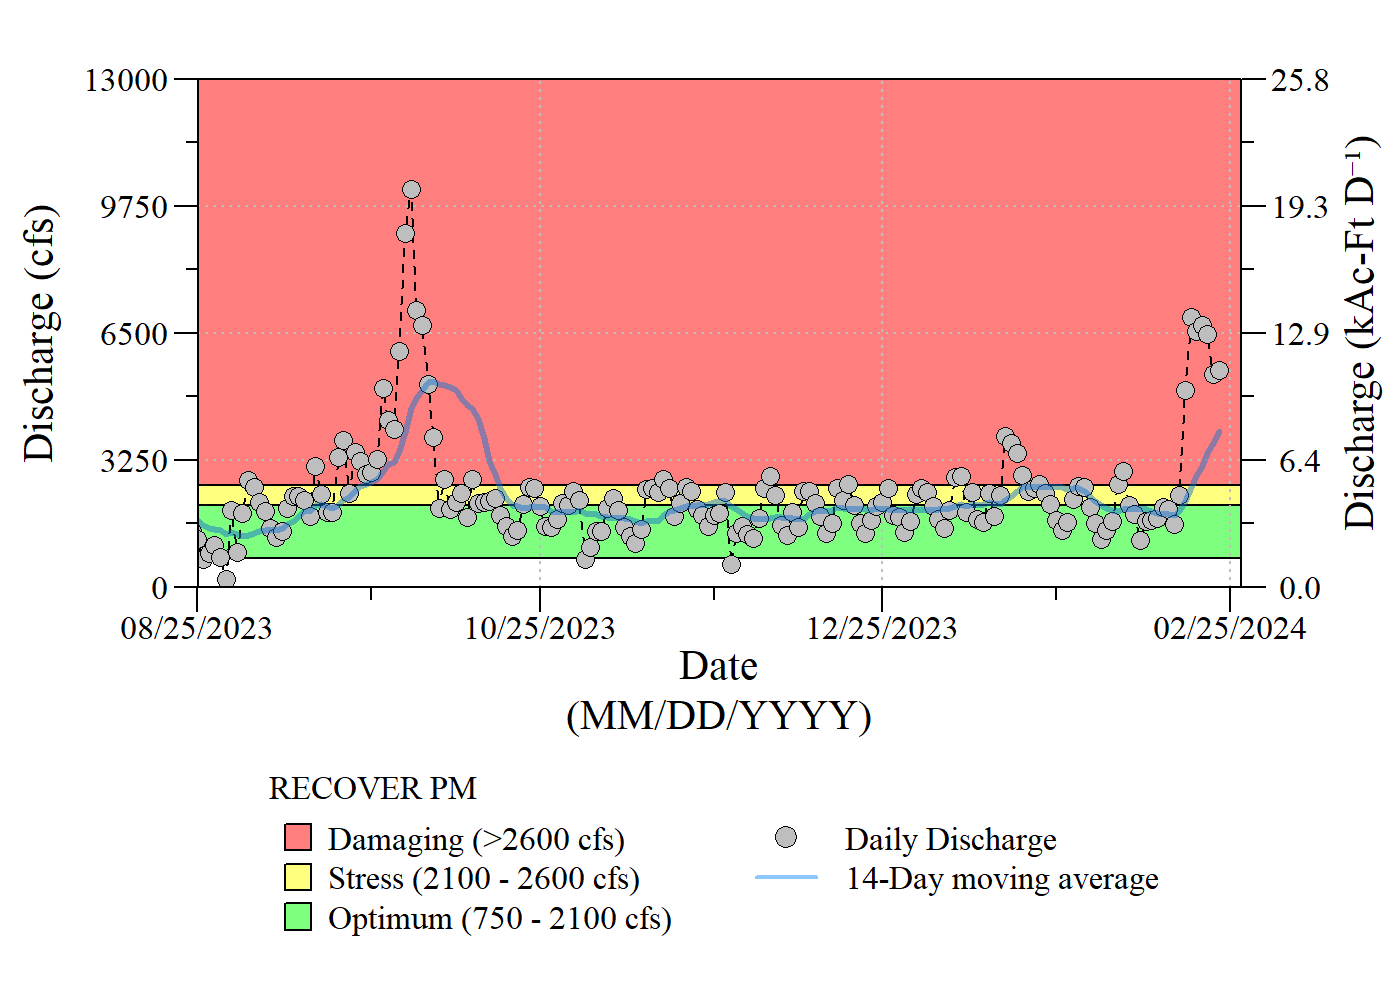 13000
9750
6500
3250
0
Discharge (cfs)
25.8
19.3
12.9
6.4
0.0
Discharge (kAc-Ft D⁻¹)
08/25/2023 10/25/2023 12/25/2023 02/25/2024
Date
(MM/DD/YYYY)
RECOVER PM
Damaging (>2600 cfs)
Stress (2100 - 2600 cfs)
Optimum (750 - 2100 cfs)
Daily Discharge
14-Day moving average